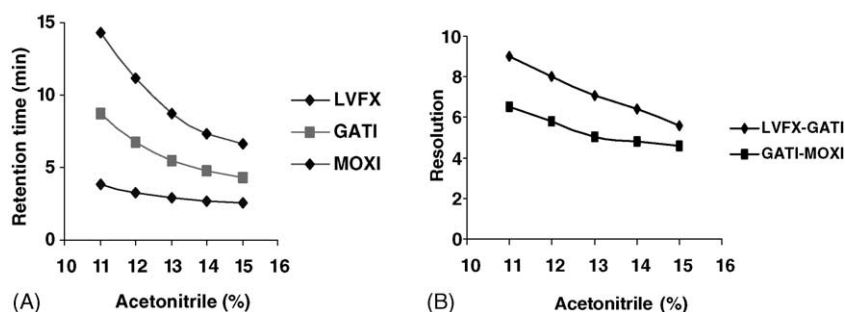 15
10
5
0
10 11 12 13 14 15 16
Retention time (min)
Acetonitrile (%)
LVFX
GATI
MOXI
(A)
10
8
6
4
2
0
10 11 12 13 14 15 16
Resolution
Acetonitrile (%)
LVFX-GATI
GATI-MOXI
(B)